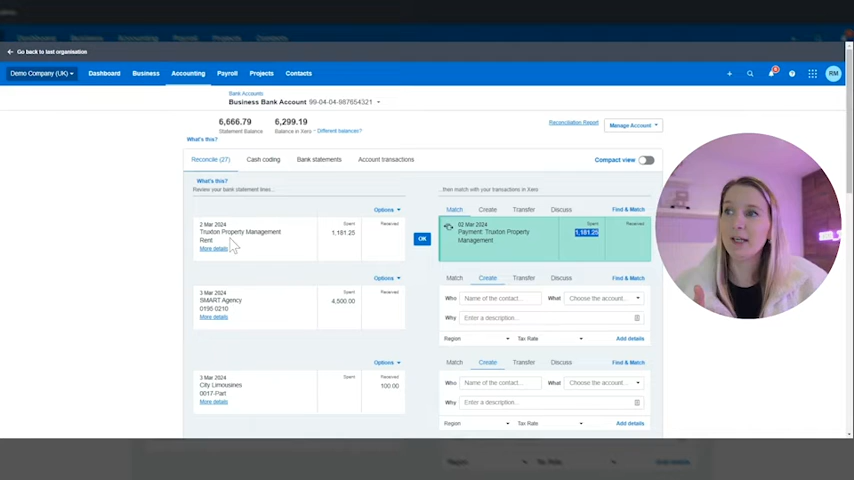 Go back to text organisation
Demo Company (UK)
Dashboard
Business
Accounting
Payroll
Projects
Contacts
RM
Bank Accounts
Business Bank Account 99-04-04-987654321
6,666.79
Statement Balance
6,299.19
Balance in Xero
Different balances?
What's this?
Reconciliation Report
Manage Account
Reconcile (27)
Cash coding
Bank statements
Account transactions
Compact view
What's this?
Review your bank statement lines...
...then match with your transactions in Xero
Options
Match
Create
Transfer
Discuss
Find & Match
2 Mar 2024
Truxton Property Management
Rent
More details
Spent
1,181.25
Received
OK
02 Mar 2024
Payment: Truxton Property
Management
Spent
1,181.25
Received
Options
Match
Create
Transfer
Discuss
Find & Match
3 Mar 2024
SMART Agency
0195-0210
More details
Spent
4,500.00
Received
Who
Name of the contact...
What
Choose the account...
Why
Enter a description...
Region
Tax Rate
Add details
Options
Match
Create
Transfer
Discuss
Find & Match
3 Mar 2024
City Limousines
0017-Part
More details
Spent
Received
100.00
Who
Name of the contact...
What
Choose the account...
Why
Enter a description...
Region
Tax Rate
Add details